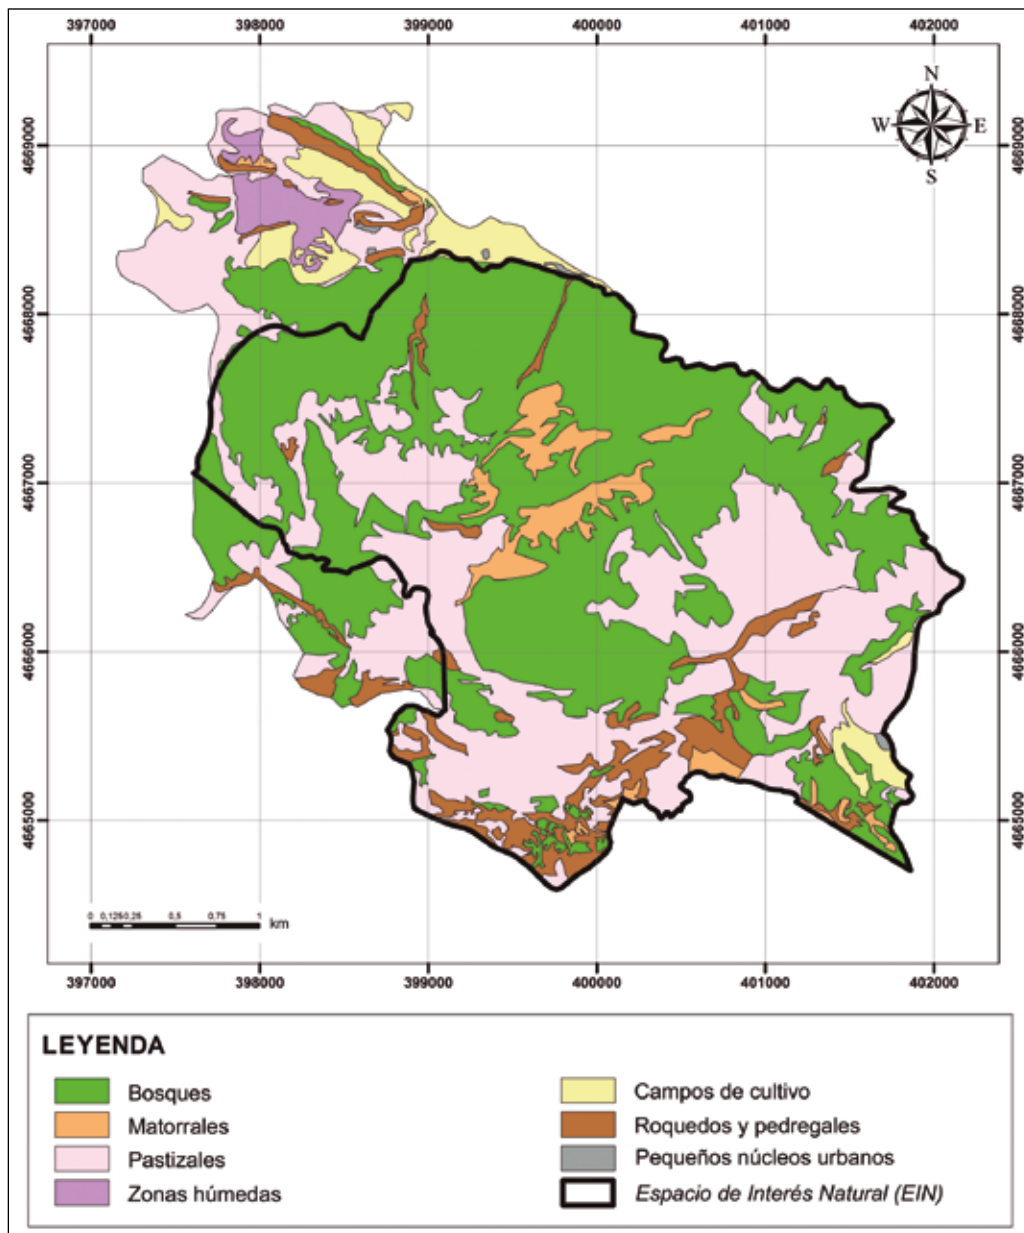 397000 398000 399000 400000 401000 402000
N
W E
S
4669000 4669000
4668000 4668000
4667000 4667000
4666000 4666000
4665000 4665000
0 0,125 0,25 0,5 0,75 1
km
397000 398000 399000 400000 401000 402000
LEYENDA
Bosques
Matorrales
Pastizales
Zonas húmedas
Campos de cultivo
Roquedos y pedregales
Pequeños núcleos urbanos
Espacio de Interés Natural (EIN)